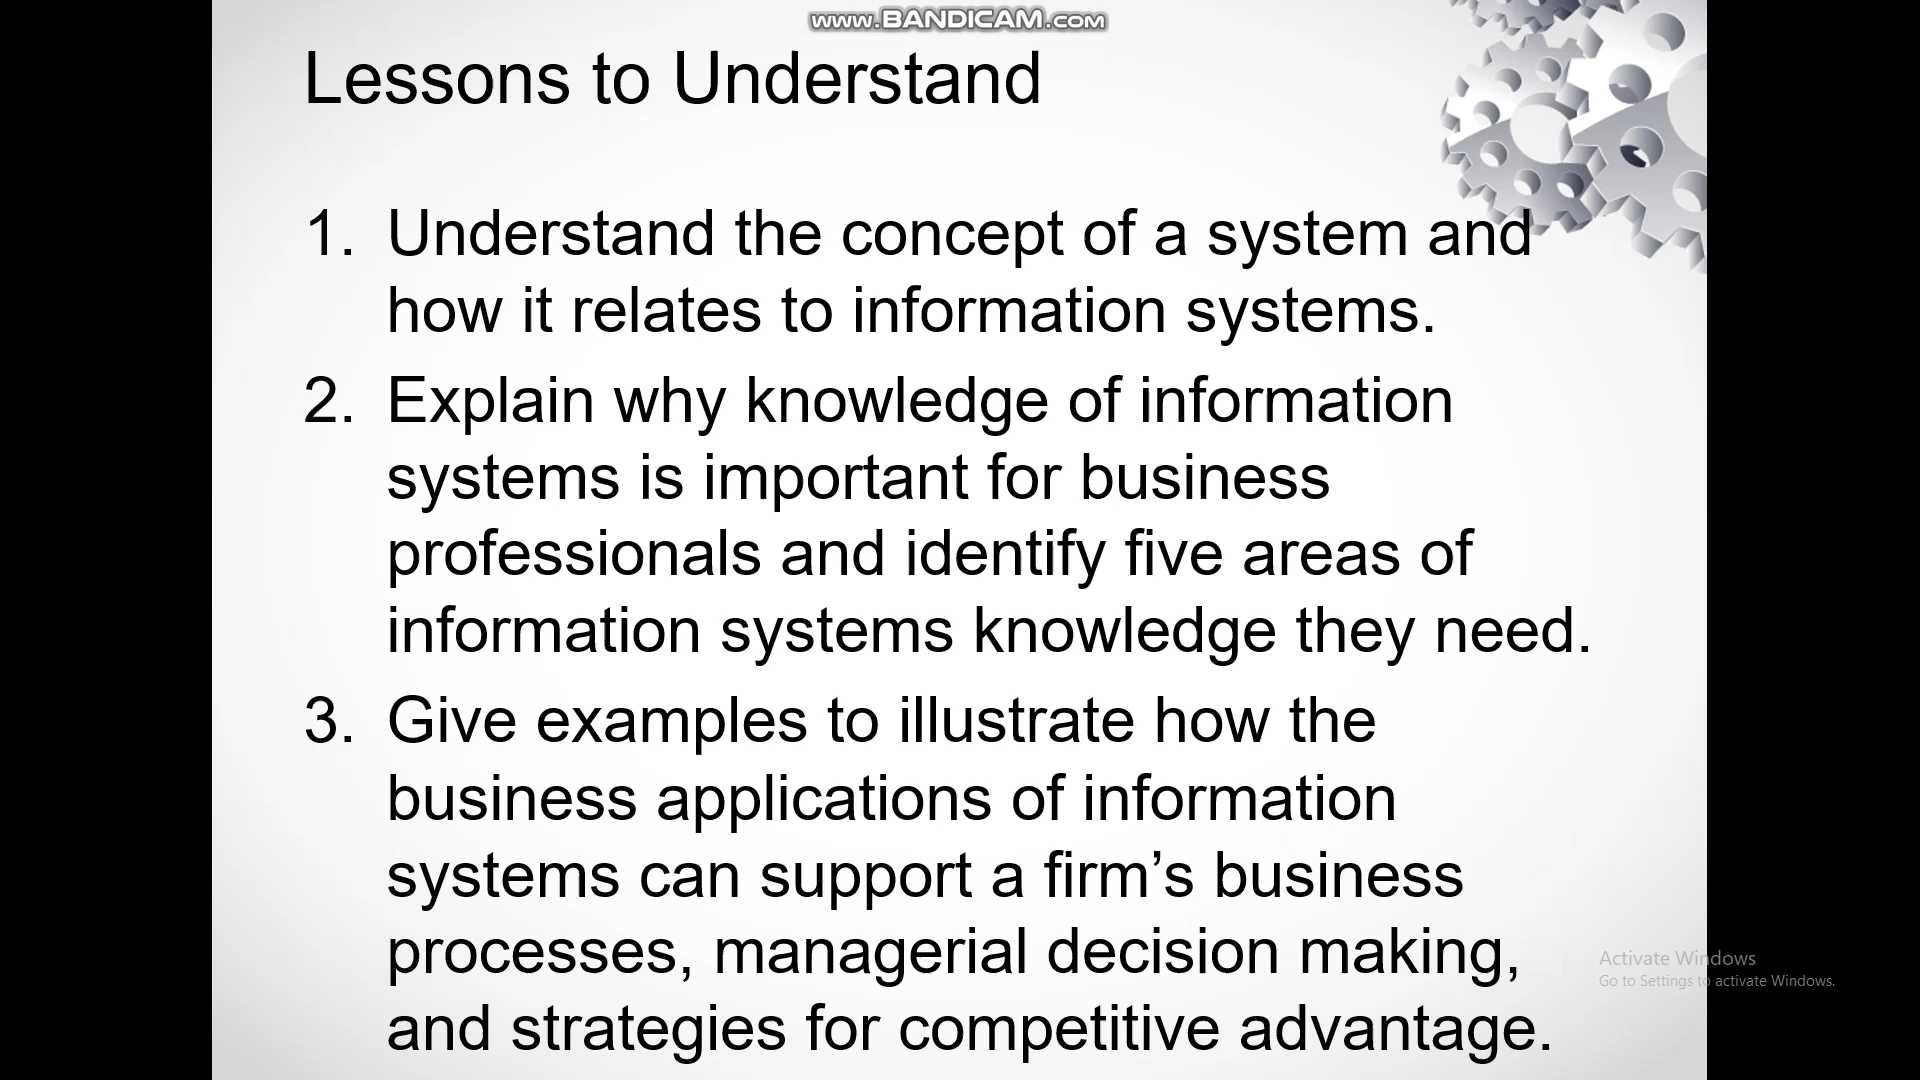 www.BANDICAM.com
Lessons to Understand
1. Understand the concept of a system and
how it relates to information systems.
2. Explain why knowledge of information
systems is important for business
professionals and identify five areas of
information systems knowledge they need.
3. Give examples to illustrate how the
business applications of information
systems can support a firm’s business
processes, managerial decision making,
and strategies for competitive advantage.
Activate Windows
Go to Settings to activate Windows.